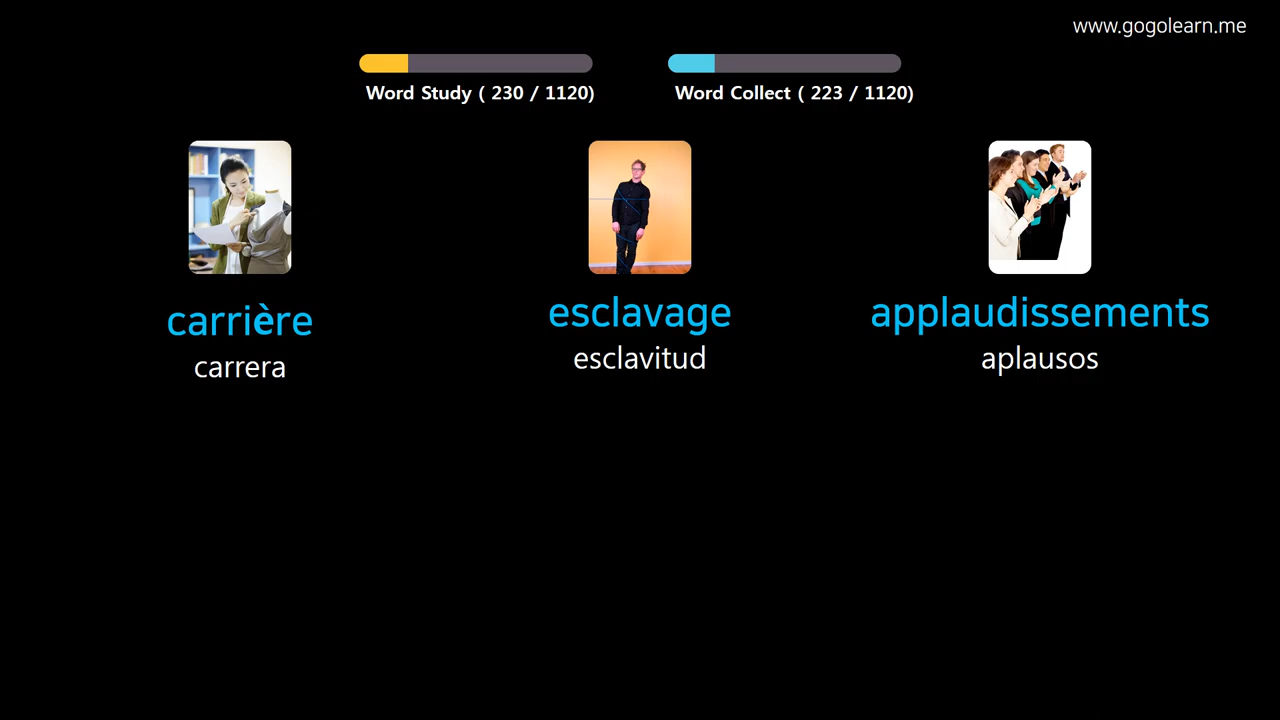 www.gogolearn.me
Word Study ( 230 / 1120)
Word Collect ( 223 / 1120)
carrière
carrera
esclavage
esclavitud
applaudissements
aplausos